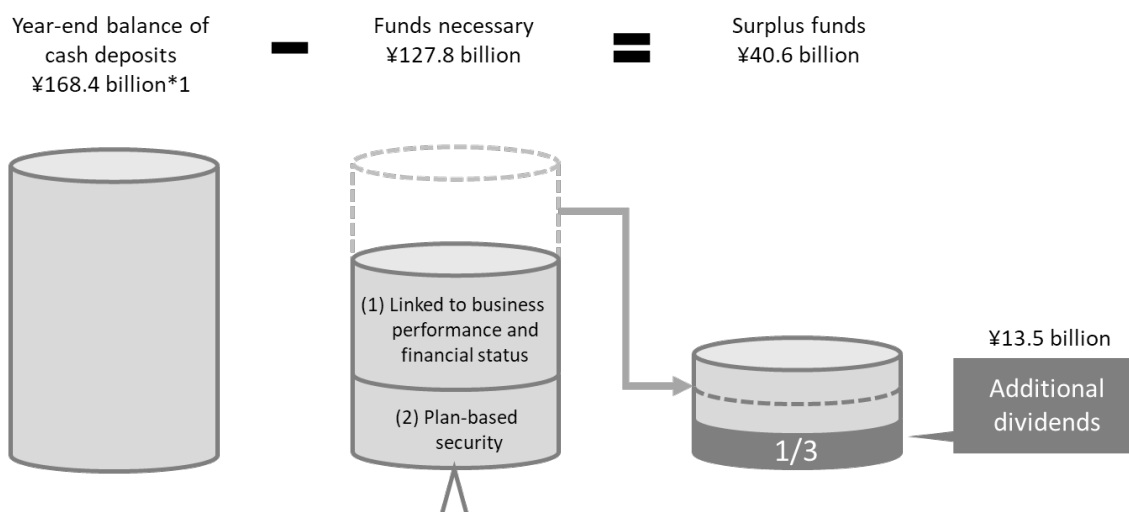 Year-end balance of
cash deposits
¥168.4 billion*1
Funds necessary
¥127.8 billion
Surplus funds
¥40.6 billion
(1) Linked to business
performance and
financial status
(2) Plan-based
security
¥13.5 billion
Additional
dividends
1/3